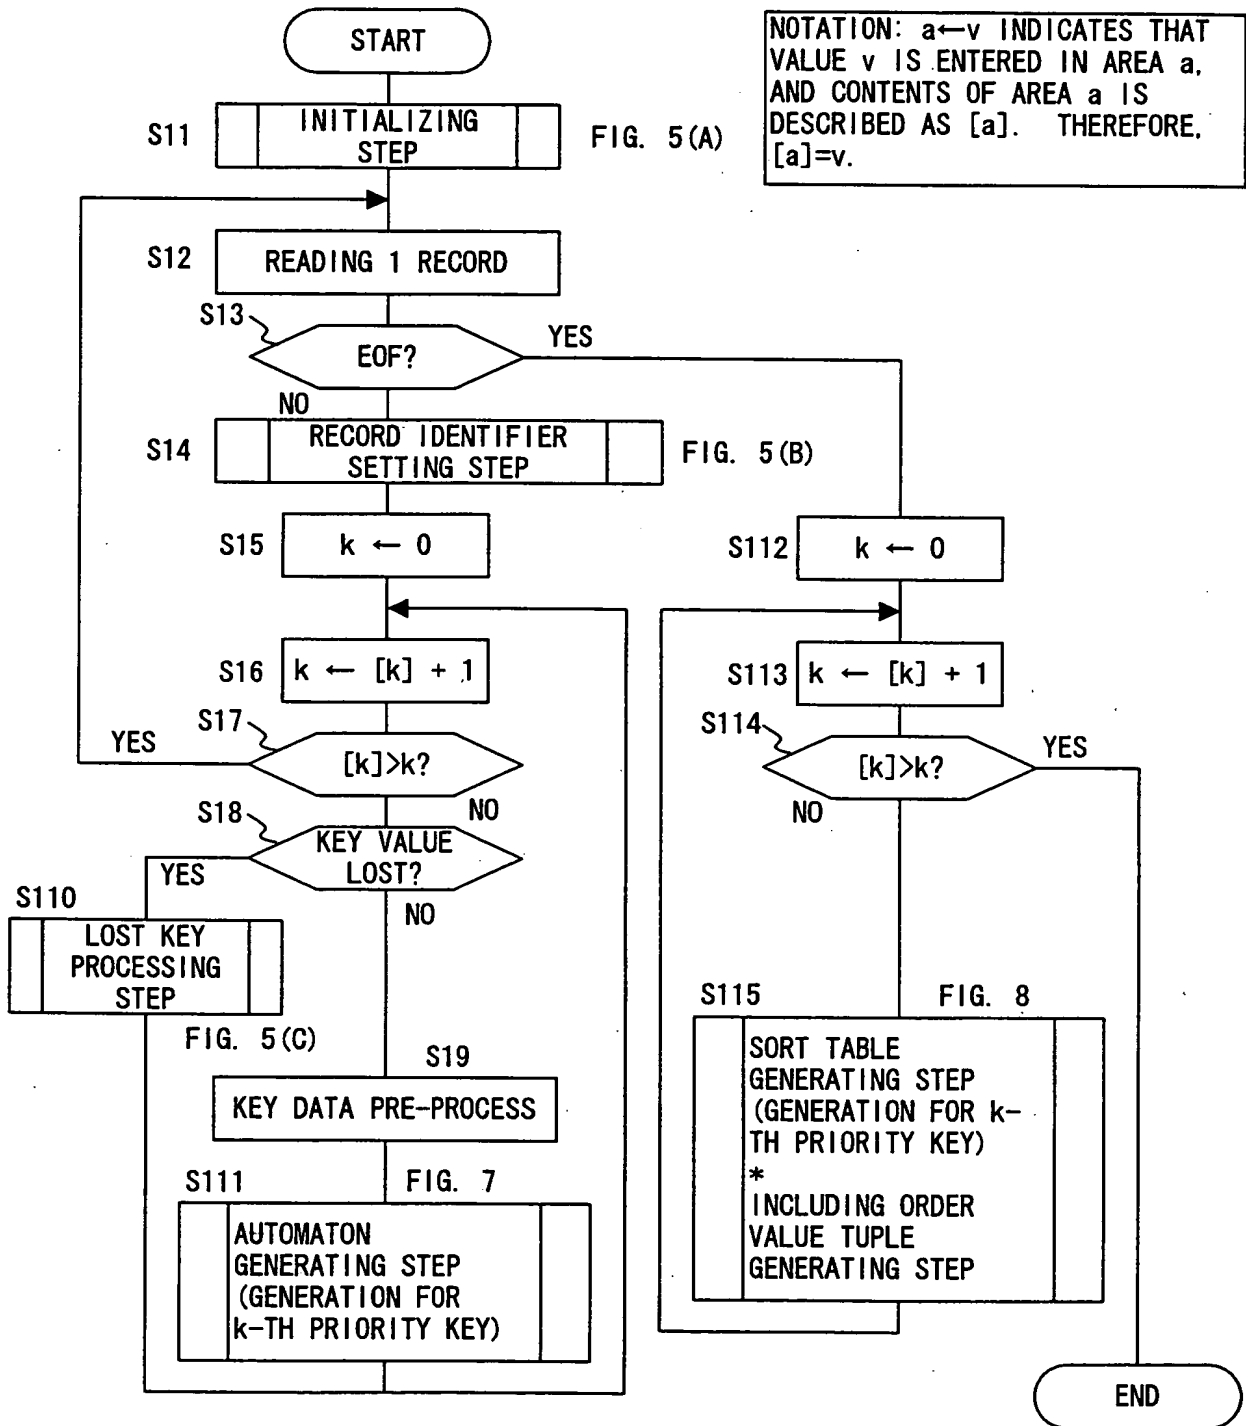 START
NOTATION: a←v INDICATES THAT
VALUE v IS ENTERED IN AREA a,
AND CONTENTS OF AREA a IS
DESCRIBED AS [a]. THEREFORE,
[a]=v.
S11
INITIALIZING
STEP
FIG. 5(A)
S12
READING 1 RECORD
S13
EOF?
YES
NO
S14
RECORD IDENTIFIER
SETTING STEP
FIG. 5(B)
S15
k ← 0
S112
k ← 0
S16
k ← [k] + 1
S113
k ← [k] + 1
S17
YES
[k]>k?
NO
S114
[k]>k?
YES
NO
S18
KEY VALUE
LOST?
YES
NO
S110
LOST KEY
PROCESSING
STEP
FIG. 5(C)
S19
KEY DATA PRE-PROCESS
S111
FIG. 7
AUTOMATON
GENERATING STEP
(GENERATION FOR
k-TH PRIORITY KEY)
S115
FIG. 8
SORT TABLE
GENERATING STEP
(GENERATION FOR k-
TH PRIORITY KEY)
*
INCLUDING ORDER
VALUE TUPLE
GENERATING STEP
END